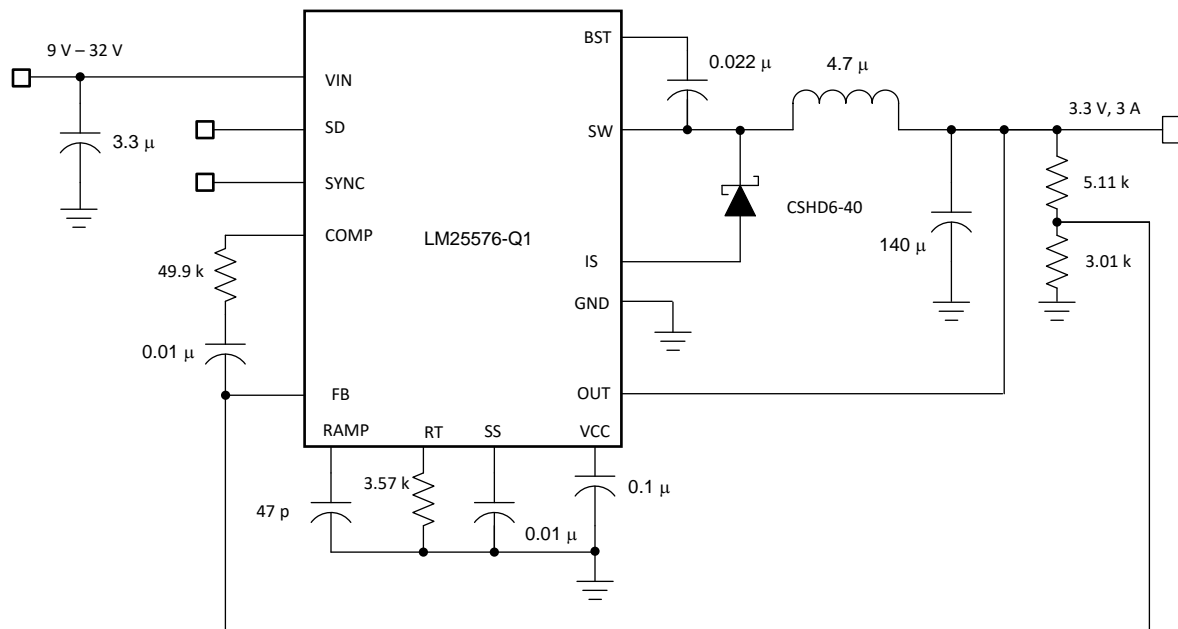 9 V – 32 V
BST
0.022 μ
4.7 μ
VIN
3.3 V, 3 A
3.3 μ
SD
SW
SYNC
5.11 k
CSHD6-40
COMP
LM25576-Q1
140 μ
49.9 k
IS
3.01 k
GND
0.01 μ
FB
OUT
RAMP
RT
SS
VCC
3.57 k
0.1 μ
47 p
0.01 μ